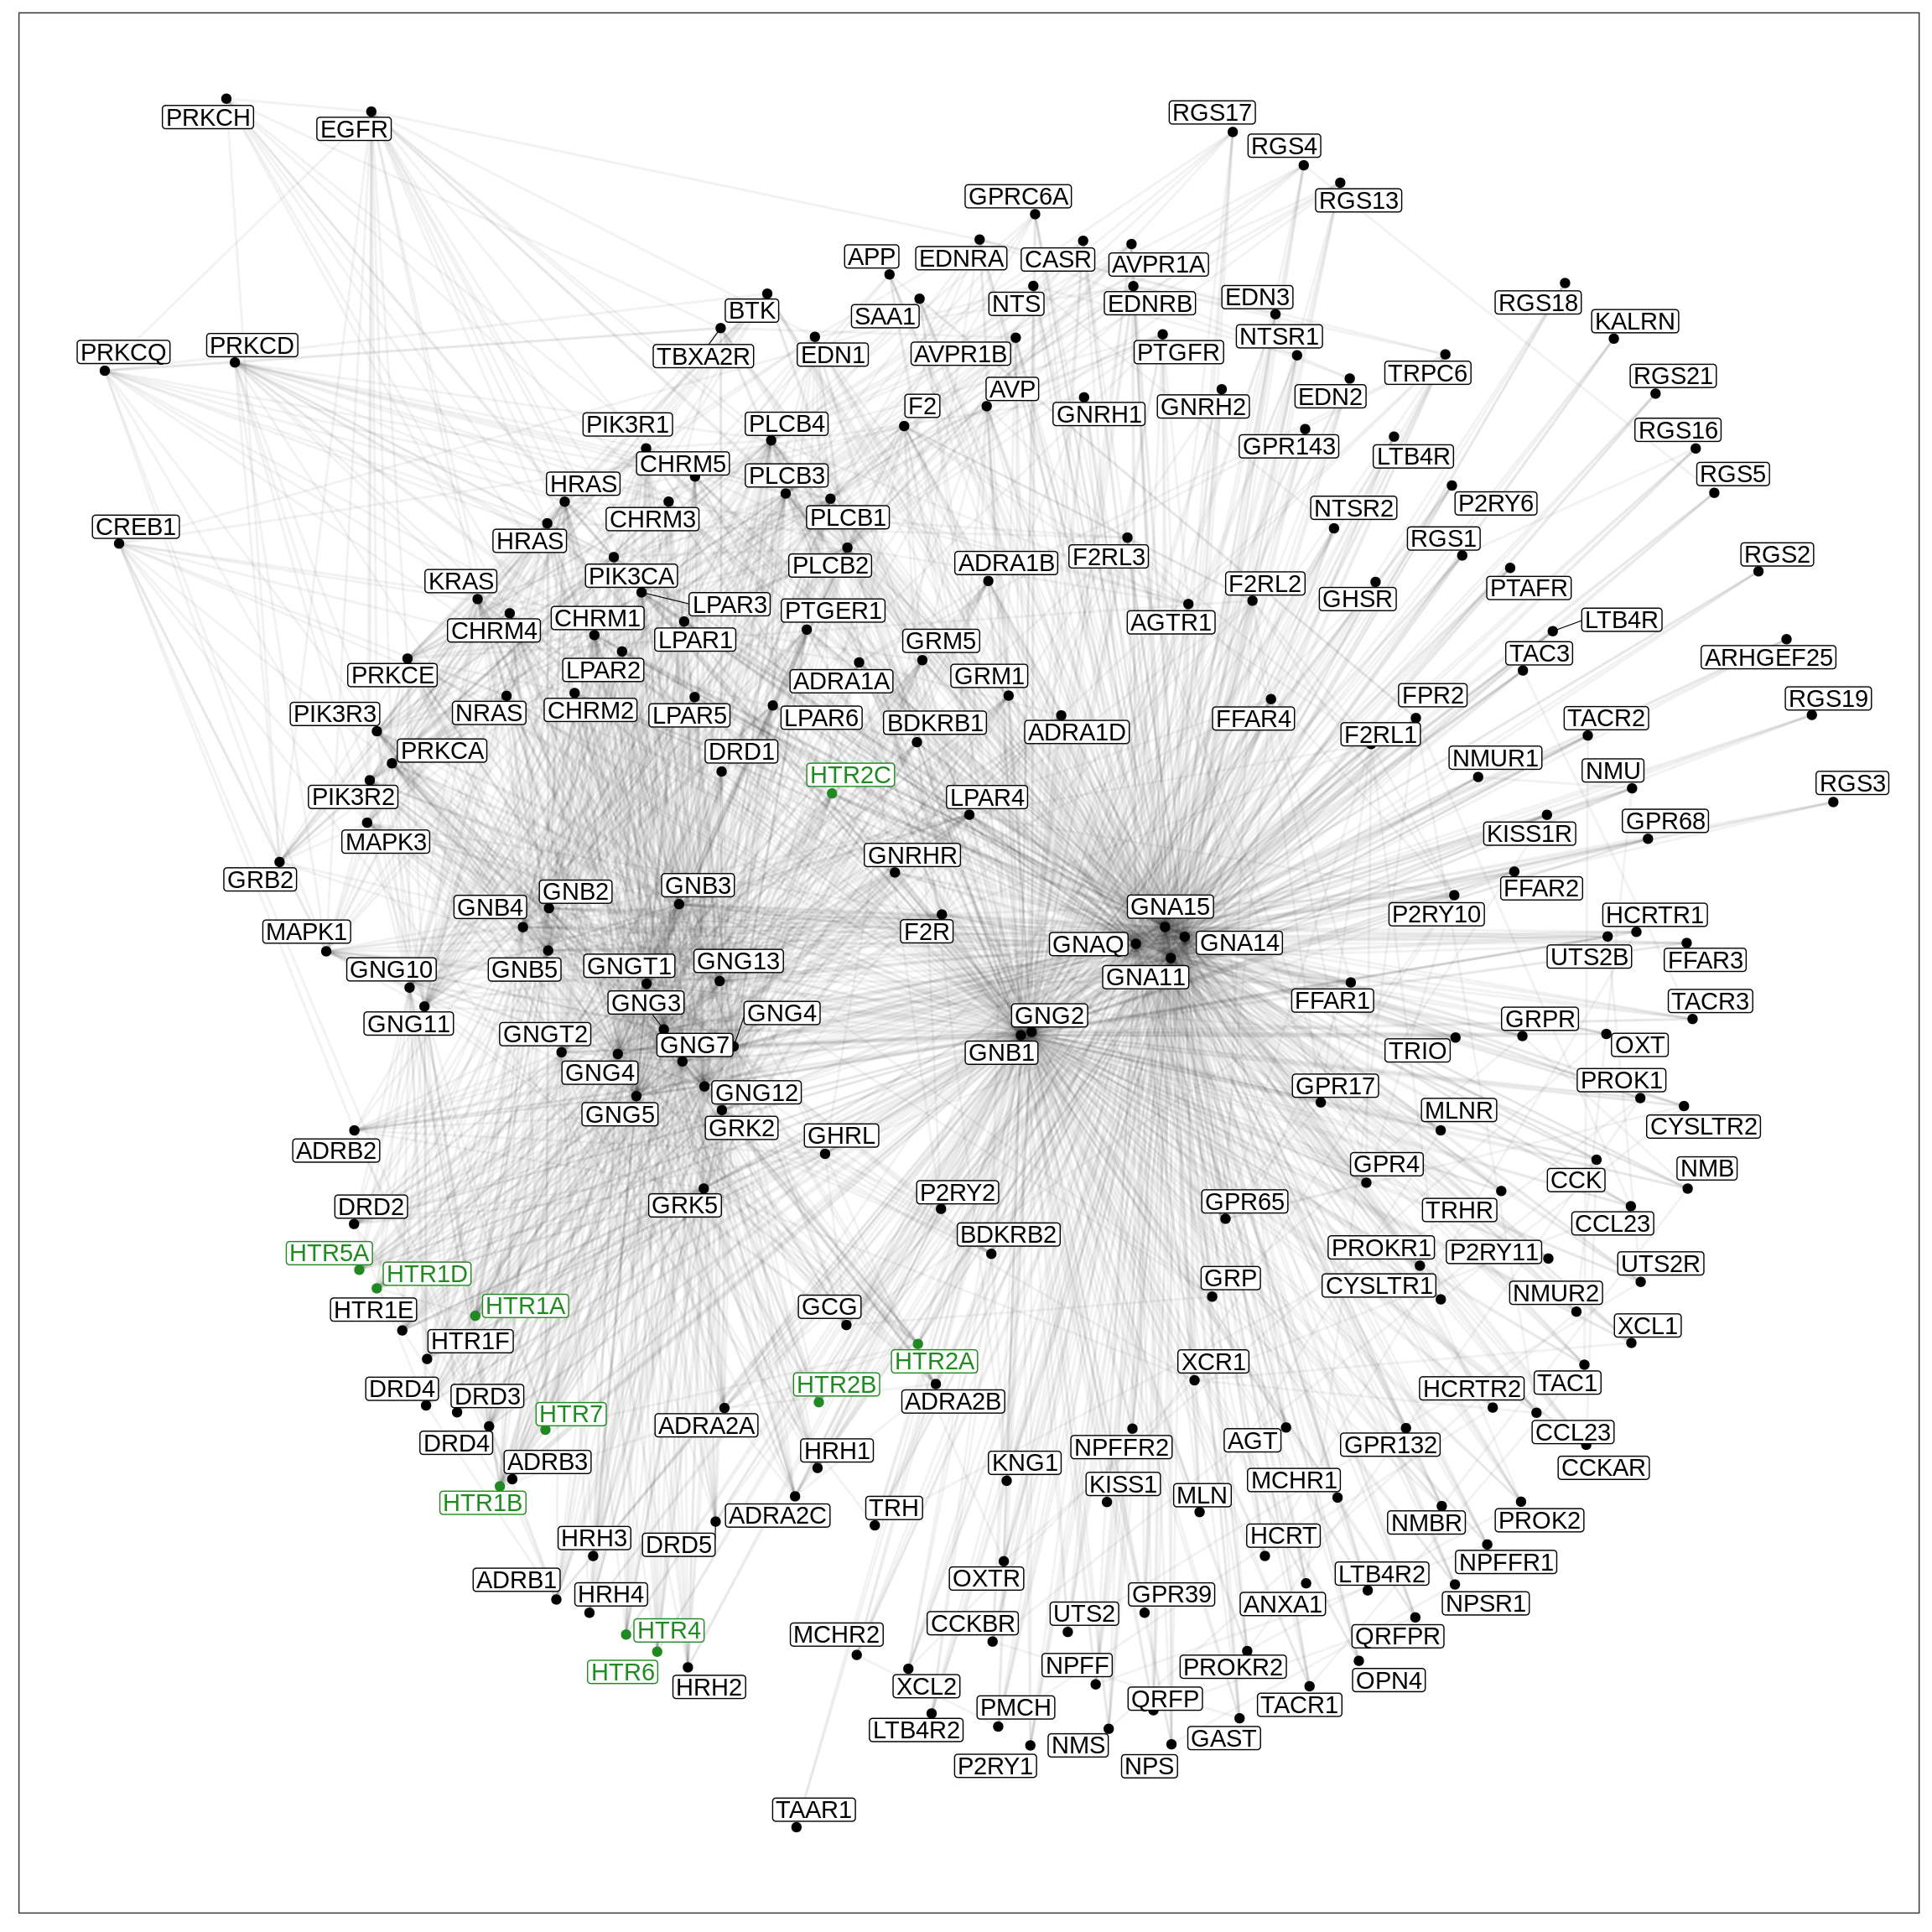 RGS17
PRKCH
EGFR
RGS4
GPRC6A
RGS13
APP
EDNRA
CASR
AVPR1A
BTK
SAA1
NTS
EDNRB
EDN3
RGS18
KALRN
PRKCQ
PRKCD
TBXA2R
EDN1
AVPR1B
PTGFR
NTSR1
TRPC6
RGS21
AVP
EDN2
F2
GNRH1
GNRH2
PIK3R1
PLCB4
RGS16
GPR143
LTB4R
CHRM5
PLCB3
RGS5
HRAS
P2RY6
CHRM3
PLCB1
NTSR2
CREB1
HRAS
RGS1
F2RL3
RGS2
PLCB2
ADRA1B
PIK3CA
KRAS
F2RL2
GHSR
PTAFR
LPAR3
PTGER1
CHRM1
AGTR1
LTB4R
CHRM4
LPAR1
GRM5
TAC3
ARHGEF25
PRKCE
LPAR2
ADRA1A
GRM1
FPR2
RGS19
PIK3R3
NRAS
CHRM2
LPAR5
LPAR6
BDKRB1
ADRA1D
FFAR4
TACR2
F2RL1
PRKCA
DRD1
NMUR1
HTR2C
NMU
RGS3
PIK3R2
LPAR4
GPR68
MAPK3
KISS1R
GNRHR
GRB2
GNB2
GNB3
FFAR2
GNB4
GNA15
P2RY10
HCRTR1
MAPK1
F2R
GNAQ
GNA14
UTS2B
FFAR3
GNG10
GNB5
GNGT1
GNG13
GNA11
GNG3
FFAR1
TACR3
GNG11
GNG4
GNG2
GRPR
GNGT2
GNG7
GNB1
TRIO
OXT
GNG4
GPR17
PROK1
GNG12
GNG5
GRK2
MLNR
CYSLTR2
ADRB2
GHRL
GPR4
NMB
CCK
P2RY2
GPR65
DRD2
GRK5
TRHR
CCL23
BDKRB2
HTR5A
PROKR1
P2RY11
HTR1D
GRP
CYSLTR1
UTS2R
NMUR2
HTR1E
HTR1A
GCG
HTR1F
XCL1
HTR2A
XCR1
DRD4
DRD3
HTR2B
ADRA2B
HCRTR2
TAC1
HTR7
ADRA2A
DRD4
HRH1
NPFFR2
AGT
GPR132
CCL23
ADRB3
KNG1
CCKAR
HTR1B
KISS1
MLN
MCHR1
ADRA2C
TRH
HRH3
DRD5
HCRT
NMBR
PROK2
ADRB1
OXTR
LTB4R2
NPFFR1
HRH4
GPR39
ANXA1
NPSR1
HTR4
MCHR2
CCKBR
UTS2
QRFPR
HTR6
HRH2
NPFF
PROKR2
OPN4
XCL2
QRFP
TACR1
PMCH
LTB4R2
NMS
GAST
P2RY1
NPS
TAAR1